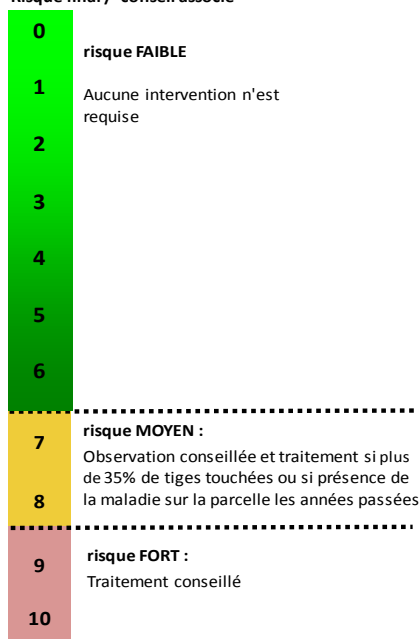 Risque final / conseil associé
0
risque FAIBLE
1
Aucune intervention n'est
requise
2
3
4
5
6
7
risque MOYEN :
Observation conseillée et traitement si plus
de 35% de tiges touchées ou si présence de
8
la maladie sur la parcelle les années passées
9
risque FORT :
Traitement conseillé
10